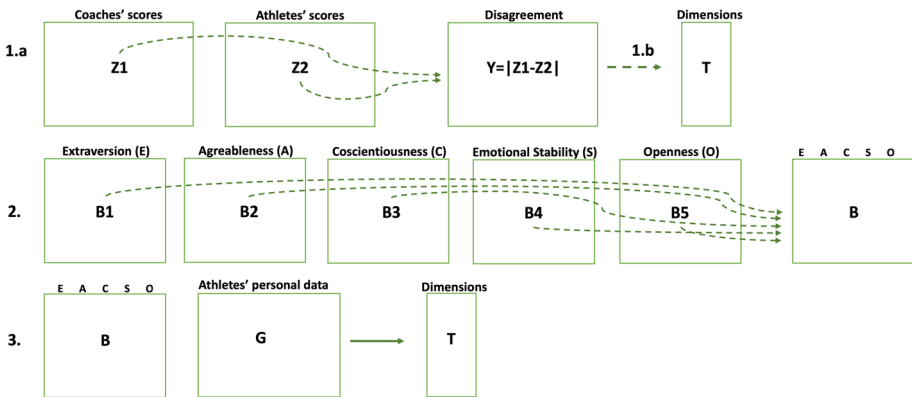 Coaches’ scores Athletes’ scores Disagreement Dimensions
1.a Z1 Z2 Y=|Z1-Z2| 1.b T
Extraversion (E) Agreableness (A) Coscientiousness (C) Emotional Stability (S) Openness (O) E A C S O
2. B1 B2 B3 B4 B5 B
E A C S O Athletes’ personal data Dimensions
3. B G T